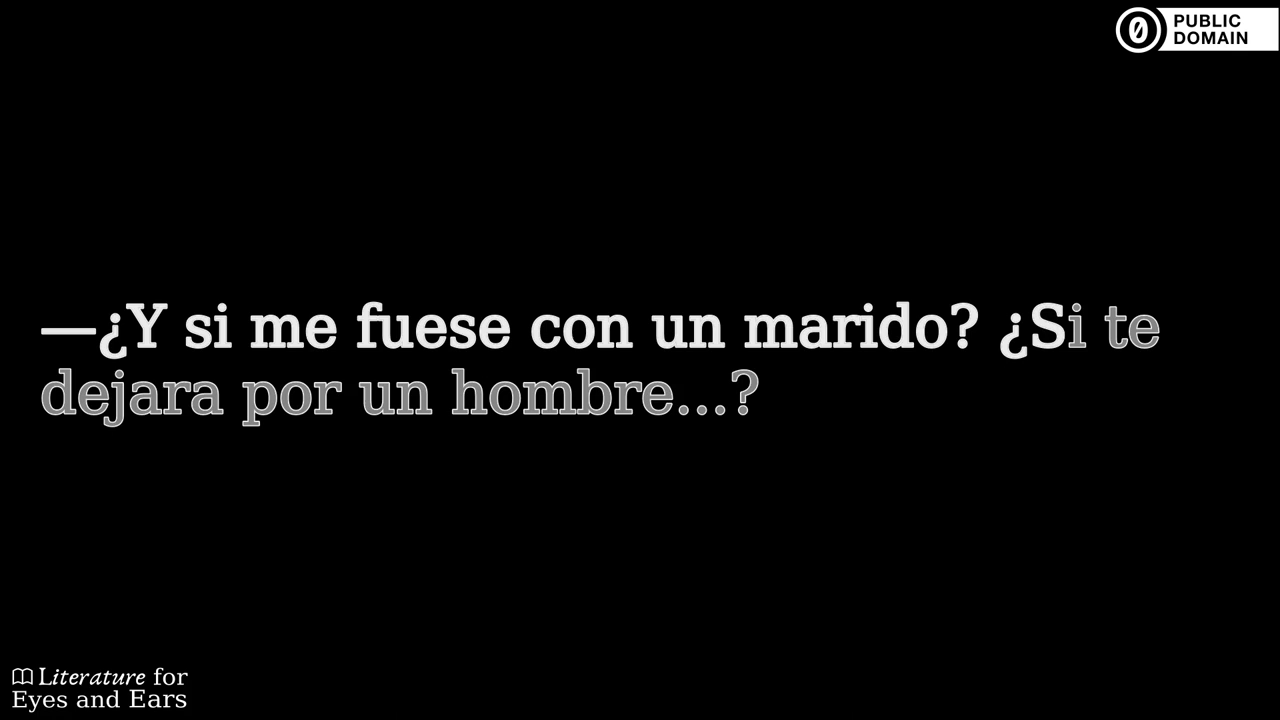 PUBLIC
DOMAIN
—¿Y si me fuese con un marido? ¿Si te
dejara por un hombre...?
Literature for
Eyes and Ears